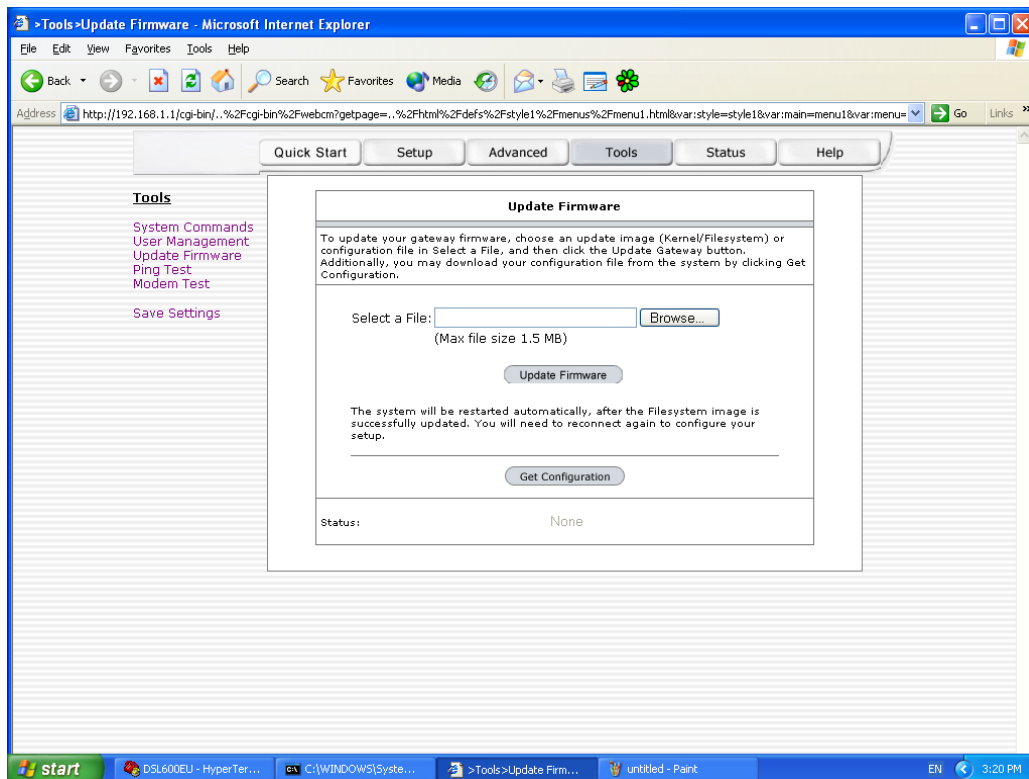 >Tools>Update Firmware - Microsoft Internet Explorer
File Edit View Favorites Tools Help
Back Search Favorites Media
Address http://192.168.1.1/cgi-bin/..%2Fcgi-bin%2Fwebcm?getpage=..%2Fhtml%2Fdefs%2Fstyle1%2Fmenus%2Fmenu1.html&var:style=style1&var:main=menu1&var:menu= Go Links »
Quick Start Setup Advanced Tools Status Help
Tools
System Commands
User Management
Update Firmware
Ping Test
Modem Test
Save Settings
Update Firmware
To update your gateway firmware, choose an update image (Kernel/Filesystem) or
configuration file in Select a File, and then click the Update Gateway button.
Additionally, you may download your configuration file from the system by clicking Get
Configuration.
Select a File: Browse...
(Max file size 1.5 MB)
Update Firmware
The system will be restarted automatically, after the Filesystem image is
successfully updated. You will need to reconnect again to configure your
setup.
Get Configuration
Status: None
start DSL600EU - HyperTer... C:\WINDOWS\Syste... >Tools>Update Firm... untitled - Paint EN 3:20 PM